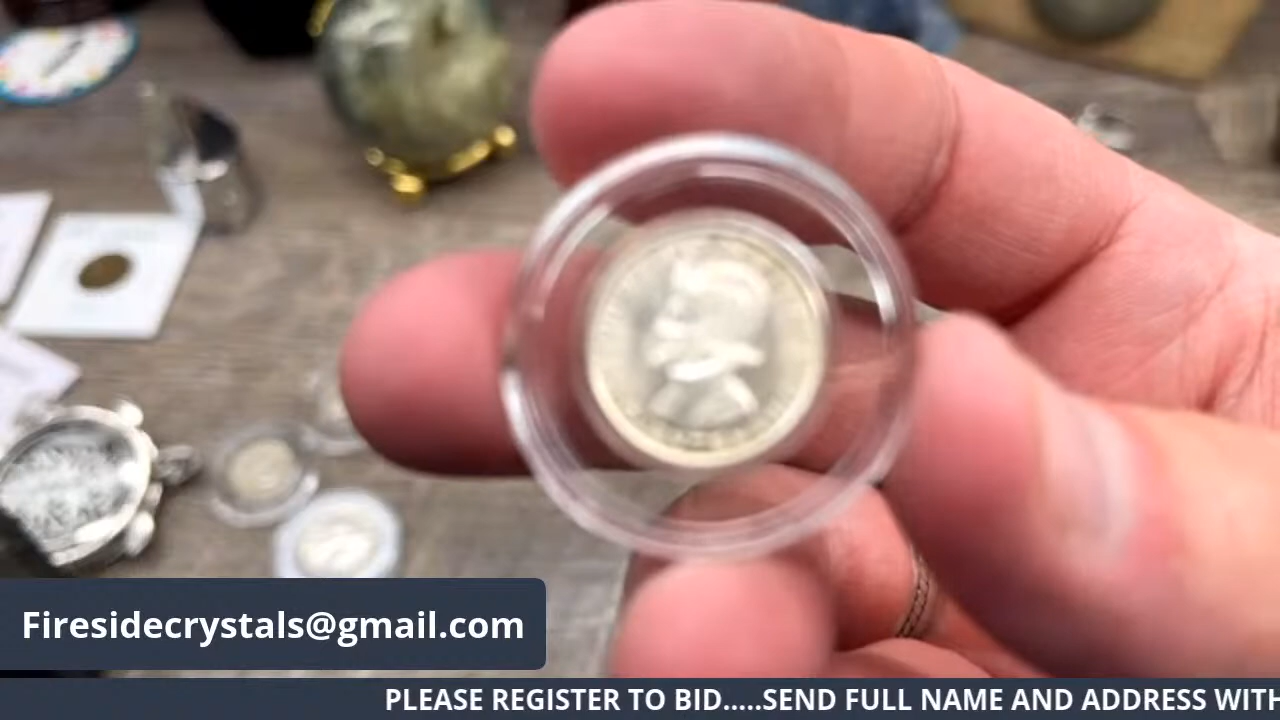 Firesidecrystals@gmail.com
PLEASE REGISTER TO BID.....SEND FULL NAME AND ADDRESS WITH